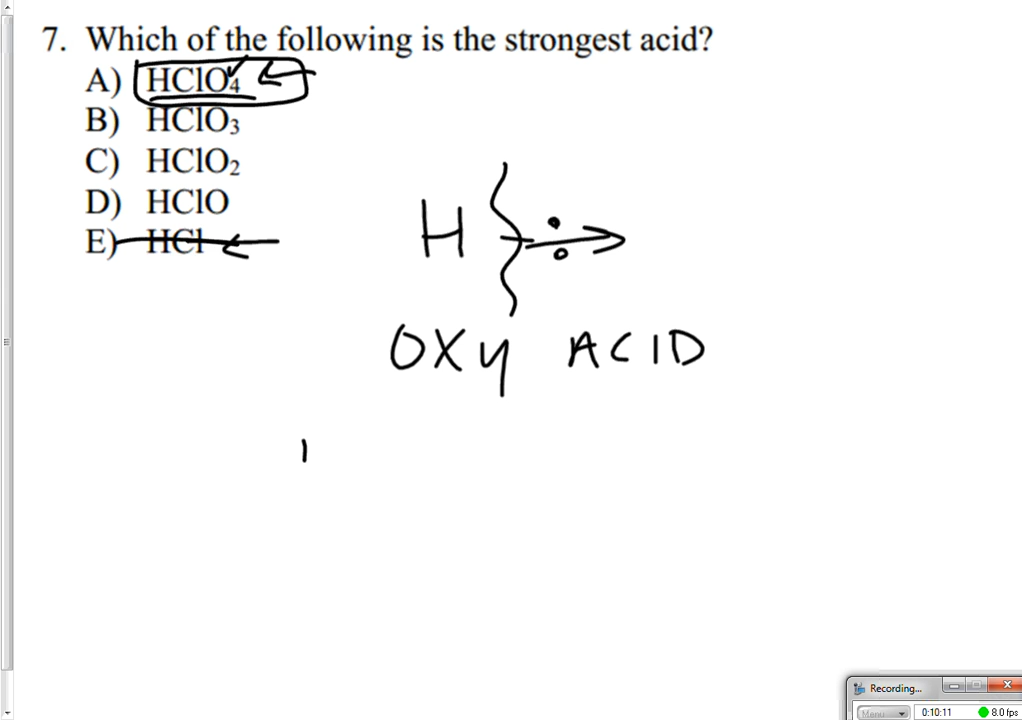 7. Which of the following is the strongest acid?
A) HClO4
B) HClO3
C) HClO2
D) HClO
E) HCl
H
OXY ACID
Recording...
Menu 0:10:11 8.0 fps